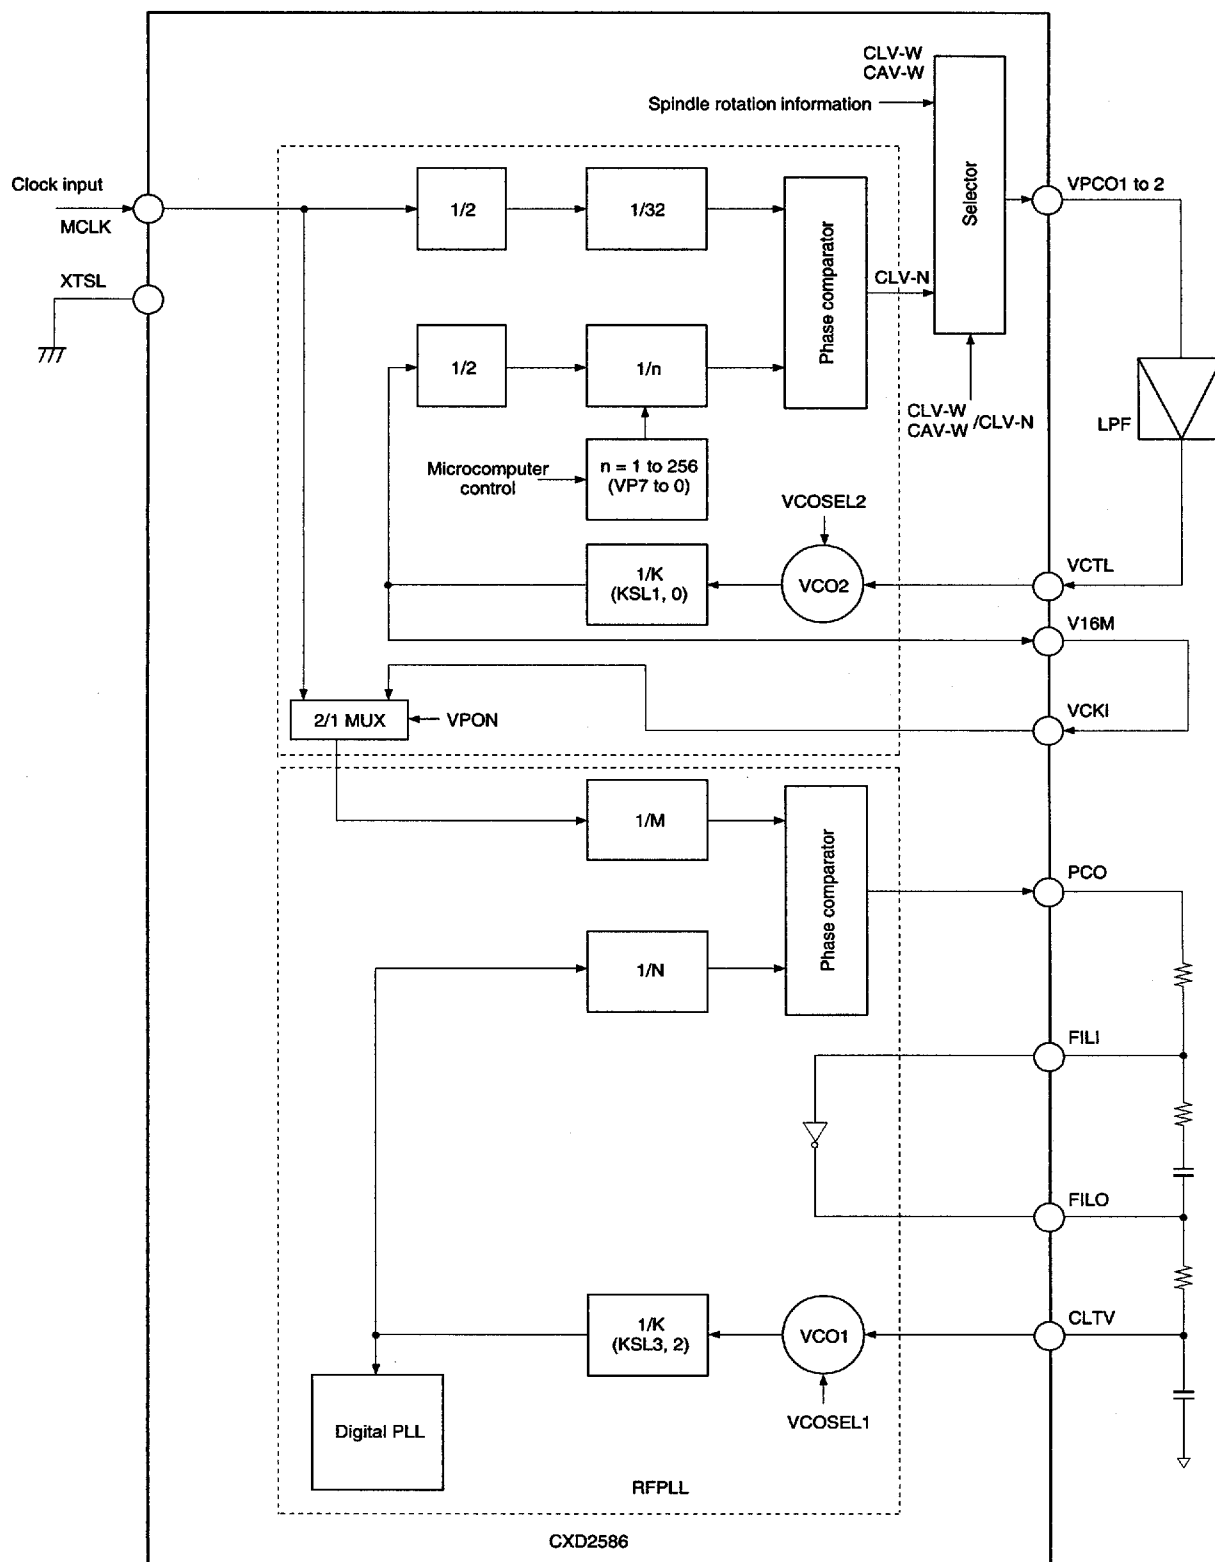 CLV-W
CAV-W
Spindle rotation information
Clock input
MCLK
XTSL
1/2
1/32
Phase comparator
Selector
VPCO1 to 2
CLV-N
1/2
1/n
CLV-W
CAV-W /CLV-N
LPF
Microcomputer
control
n = 1 to 256
(VP7 to 0)
VCOSEL2
1/K
(KSL1, 0)
VCO2
VCTL
V16M
2/1 MUX
VPON
VCKI
1/M
Phase comparator
PCO
1/N
FILI
FILO
1/K
(KSL3, 2)
VCO1
CLTV
VCOSEL1
Digital PLL
RFPLL
CXD2586